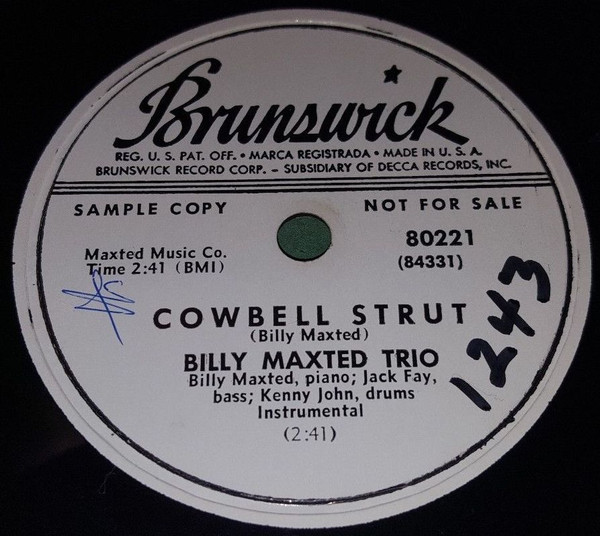 Brunswick
REG. U. S. PAT. OFF. • MARCA REGISTRADA • MADE IN U. S. A.
BRUNSWICK RECORD CORP. – SUBSIDIARY OF DECCA RECORDS, INC.
SAMPLE COPY
NOT FOR SALE
80221
(84331)
Maxted Music Co.
Time 2:41 (BMI)
COWBELL STRUT
(Billy Maxted)
BILLY MAXTED TRIO
Billy Maxted, piano; Jack Fay,
bass; Kenny John, drums
Instrumental
(2:41)
1243